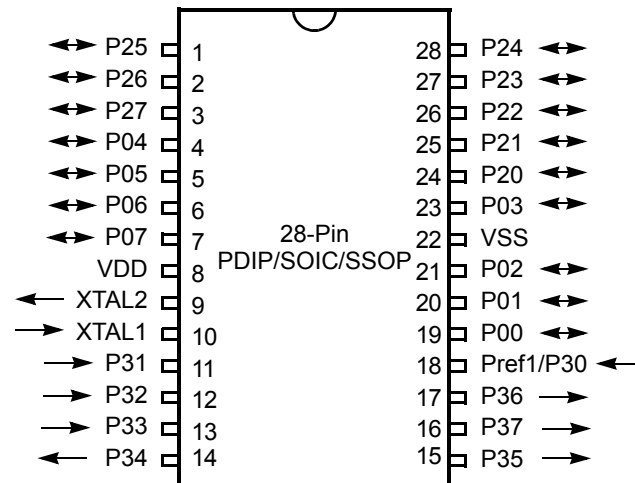 P25 1 28 P24
P26 2 27 P23
P27 3 26 P22
P04 4 25 P21
P05 5 24 P20
P06 6 23 P03
P07 7 28-Pin 22 VSS
VDD 8 PDIP/SOIC/SSOP 21 P02
XTAL2 9 20 P01
XTAL1 10 19 P00
P31 11 18 Pref1/P30
P32 12 17 P36
P33 13 16 P37
P34 14 15 P35